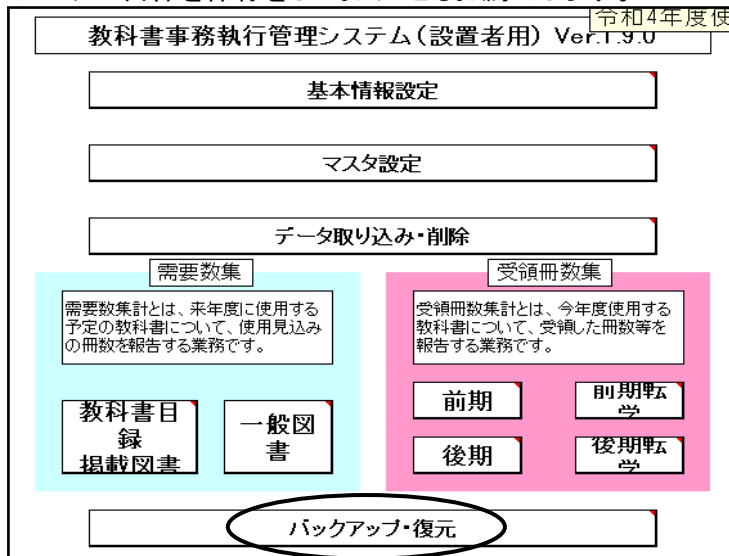 令和4年度使
教科書事務執行管理システム(設置者用) Ver.1.9.0
基本情報設定
マスタ設定
データ取り込み・削除
需要数集
需要数集計とは、来年度に使用する
予定の教科書について、使用見込み
の冊数を報告する業務です。
教科書目
録
掲載図書
一般図
書
受領冊数集
受領冊数集計とは、今年度使用する
教科書について、受領した冊数等を
報告する業務です。
前期
前期転
学
後期
後期転
学
バックアップ・復元